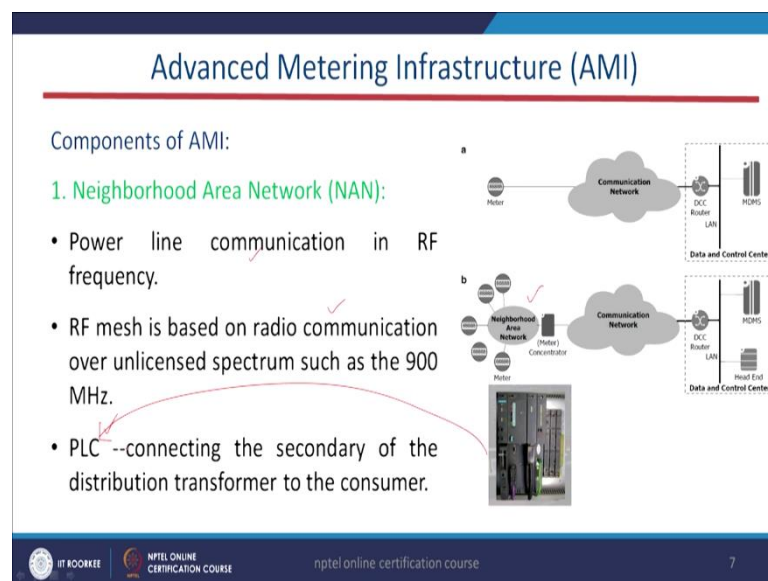 Advanced Metering Infrastructure (AMI)
Components of AMI:
1. Neighborhood Area Network (NAN):
• Power line communication in RF
frequency.
• RF mesh is based on radio communication
over unlicensed spectrum such as the 900
MHz.
• PLC --connecting the secondary of the
distribution transformer to the consumer.
a
Meter
Communication
Network
DCC
Router
LAN
MDMS
Data and Control Center
b
Neighborhood
Area
Network
(Meter)
Concentrator
Meter
Communication
Network
DCC
Router
LAN
MDMS
Head End
Data and Control Center
IIT ROORKEE
NPTEL ONLINE
CERTIFICATION COURSE
nptel online certification course
7